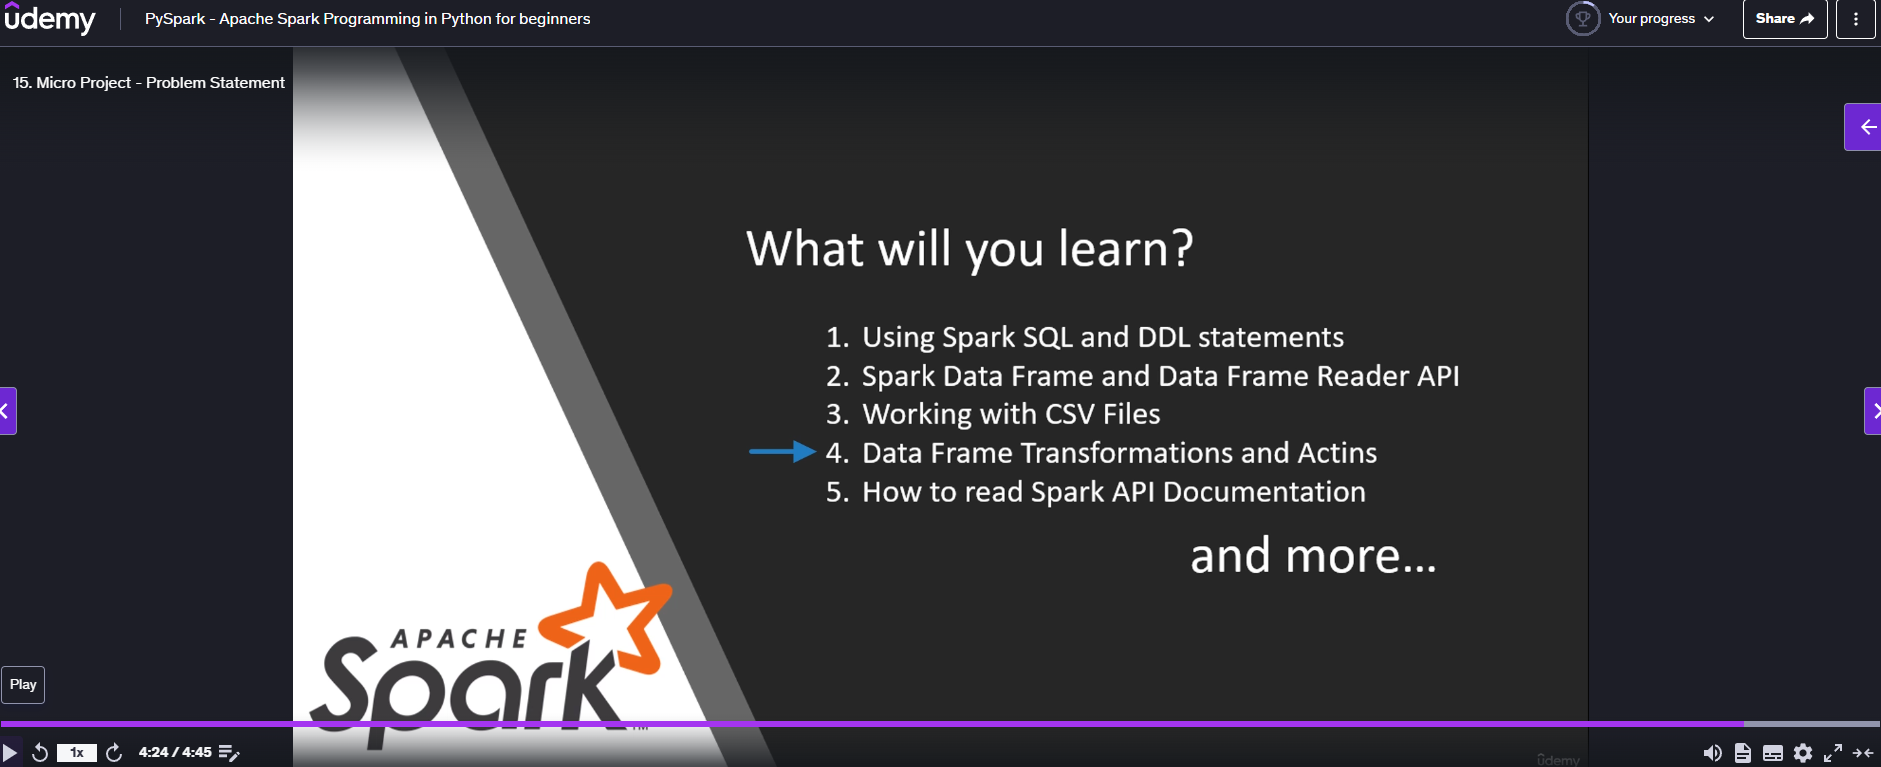 ûdemy
PySpark - Apache Spark Programming in Python for beginners
Your progress
Share
15. Micro Project - Problem Statement
What will you learn?
1. Using Spark SQL and DDL statements
2. Spark Data Frame and Data Frame Reader API
3. Working with CSV Files
4. Data Frame Transformations and Actins
5. How to read Spark API Documentation
and more...
APACHE
Spark
TM
Play
1x
4:24 / 4:45
ûdemy